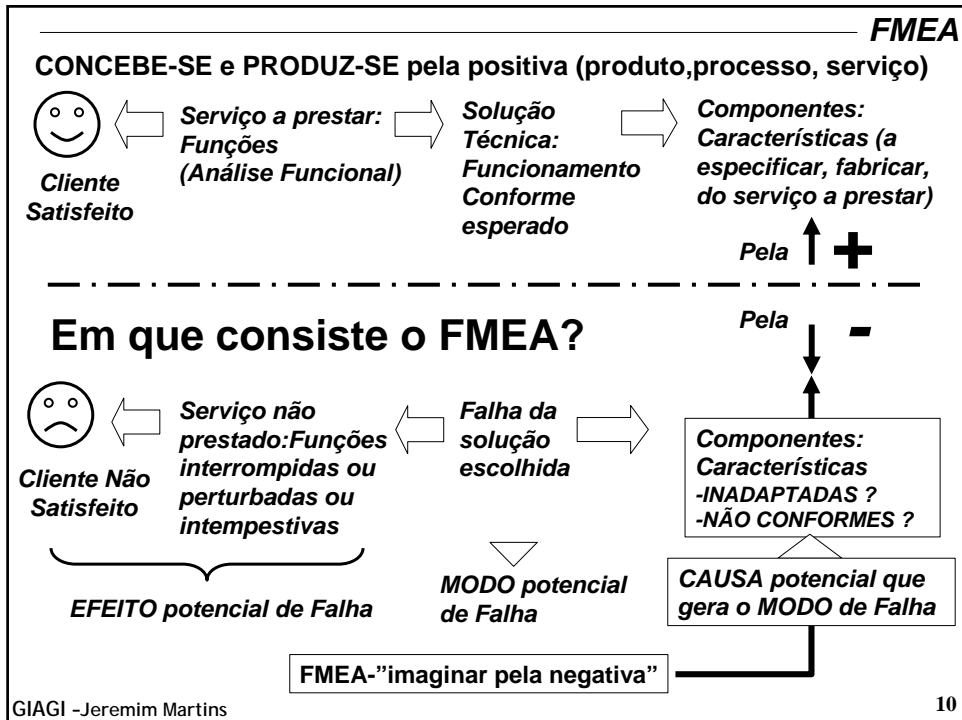 FMEA
CONCEBE-SE e PRODUZ-SE pela positiva (produto,processo, serviço)
Cliente
Satisfeito
Serviço a prestar:
Funções
(Análise Funcional)
Solução
Técnica:
Funcionamento
Conforme
esperado
Componentes:
Característícas (a
especificar, fabricar,
do serviço a prestar)
Pela +
Em que consiste o FMEA?
Pela -
Cliente Não
Satisfeito
Serviço não
prestado:Funções
interrompidas ou
perturbadas ou
intempestivas
Falha da
solução
escolhida
Componentes:
Característícas
-INADAPTADAS ?
-NÃO CONFORMES ?
EFEITO potencial de Falha
MODO potencial
de Falha
CAUSA potencial que
gera o MODO de Falha
FMEA-”imaginar pela negativa”
GIAGI –Jeremim Martins
10